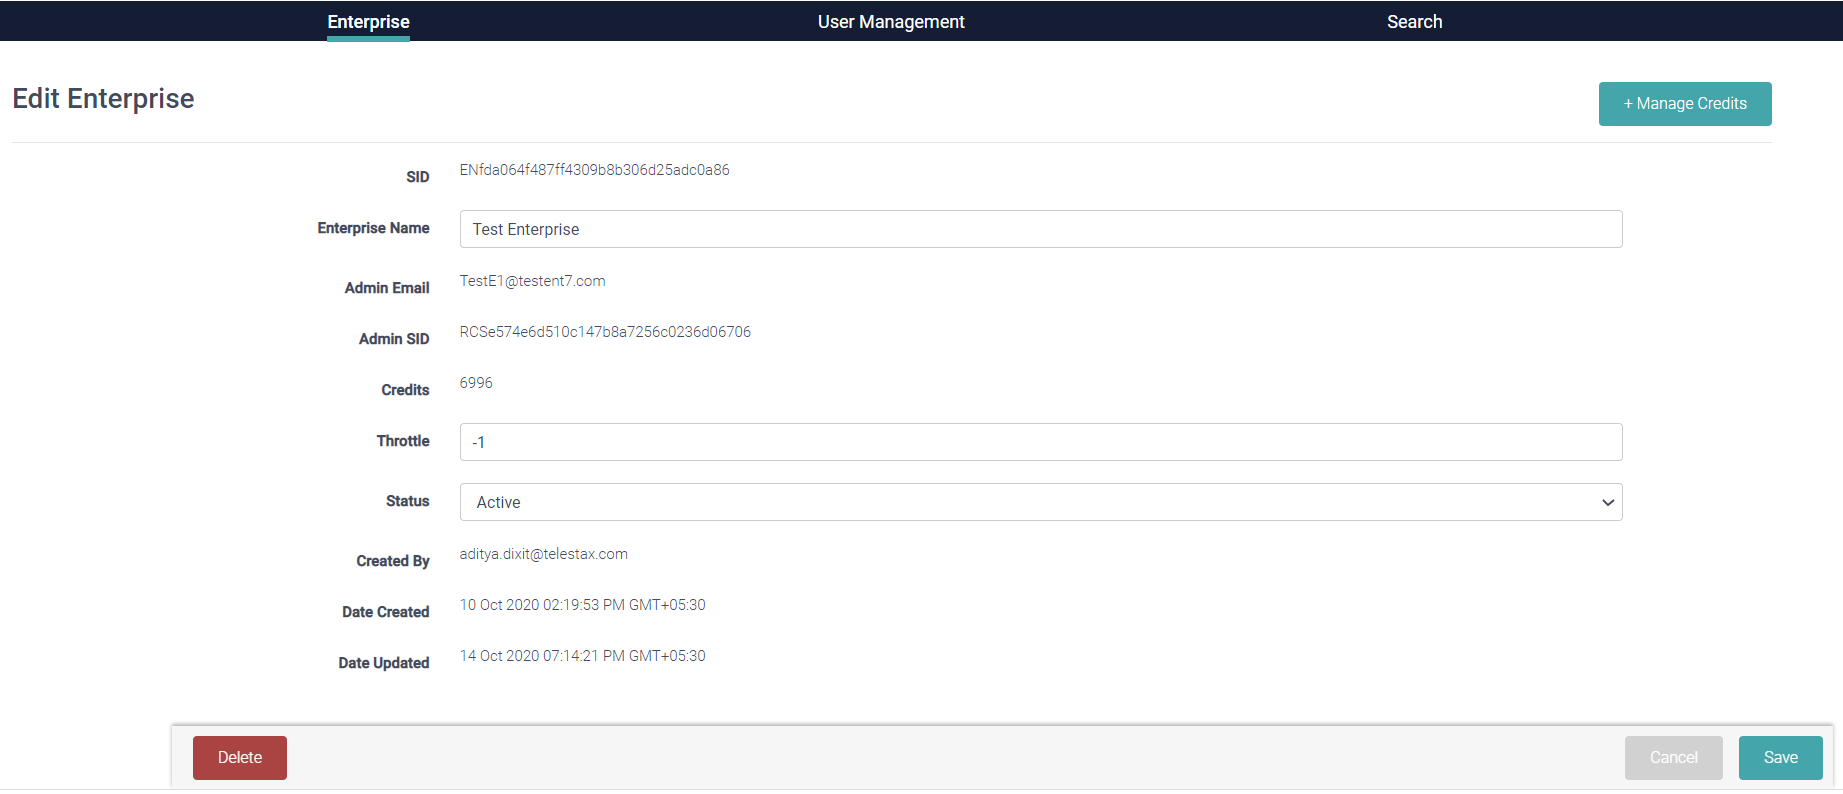 Enterprise User Management Search
Edit Enterprise
+ Manage Credits
SID ENfda064f487ff4309b8b306d25adc0a86
Enterprise Name Test Enterprise
Admin Email TestE1@testent7.com
Admin SID RCSe574e6d510c147b8a7256c0236d06706
Credits 6996
Throttle -1
Status Active
Created By aditya.dixit@telestax.com
Date Created 10 Oct 2020 02:19:53 PM GMT+05:30
Date Updated 14 Oct 2020 07:14:21 PM GMT+05:30
Delete Cancel Save